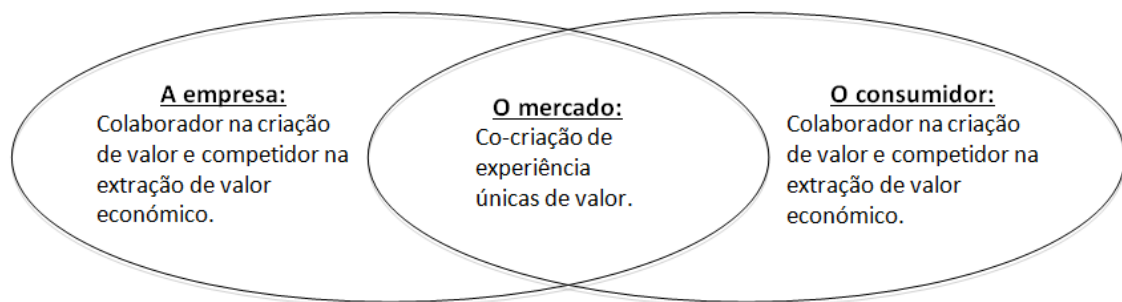 A empresa:
Colaborador na criação
de valor e competidor na
extração de valor
económico.
O mercado:
Co-criação de
experiência
únicas de valor.
O consumidor:
Colaborador na criação
de valor e competidor na
extração de valor
económico.